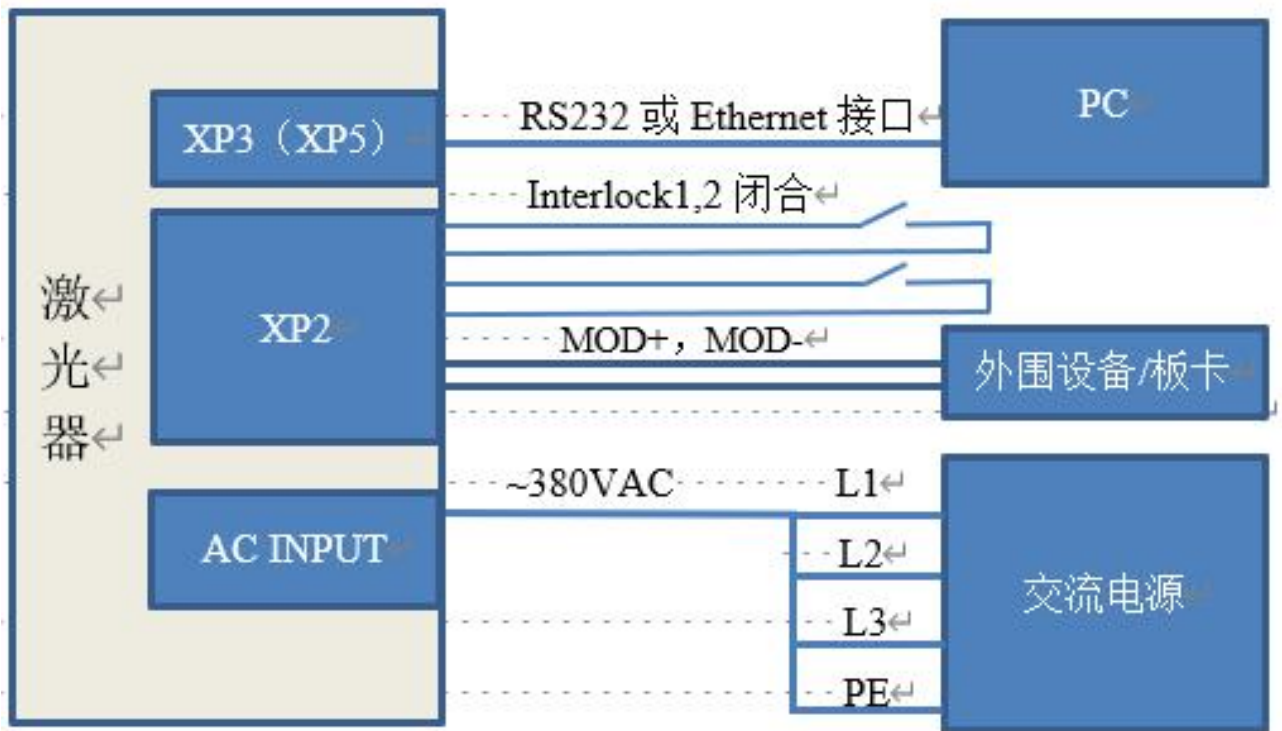 XP3（XP5）
RS232 或 Ethernet 接口
PC
Interlock1,2 闭合
激
光
器
XP2
MOD+，MOD-
外围设备/板卡
AC INPUT
~380VAC
L1
L2
L3
PE
交流电源